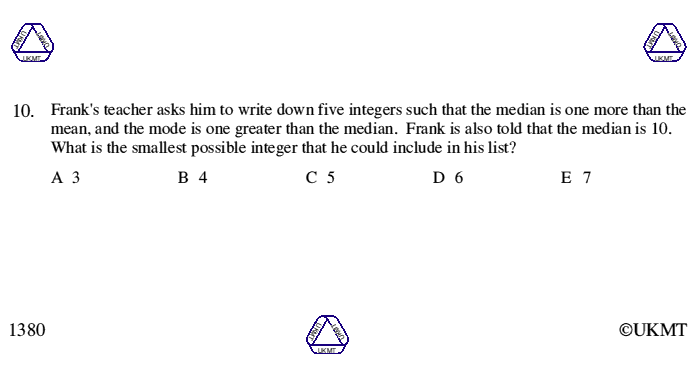 UKMT UKMT UKMT
UKMT UKMT UKMT
10. Frank's teacher asks him to write down five integers such that the median is one more than the
mean, and the mode is one greater than the median. Frank is also told that the median is 10.
What is the smallest possible integer that he could include in his list?
A 3 B 4 C 5 D 6 E 7
1380
UKMT UKMT UKMT
©UKMT